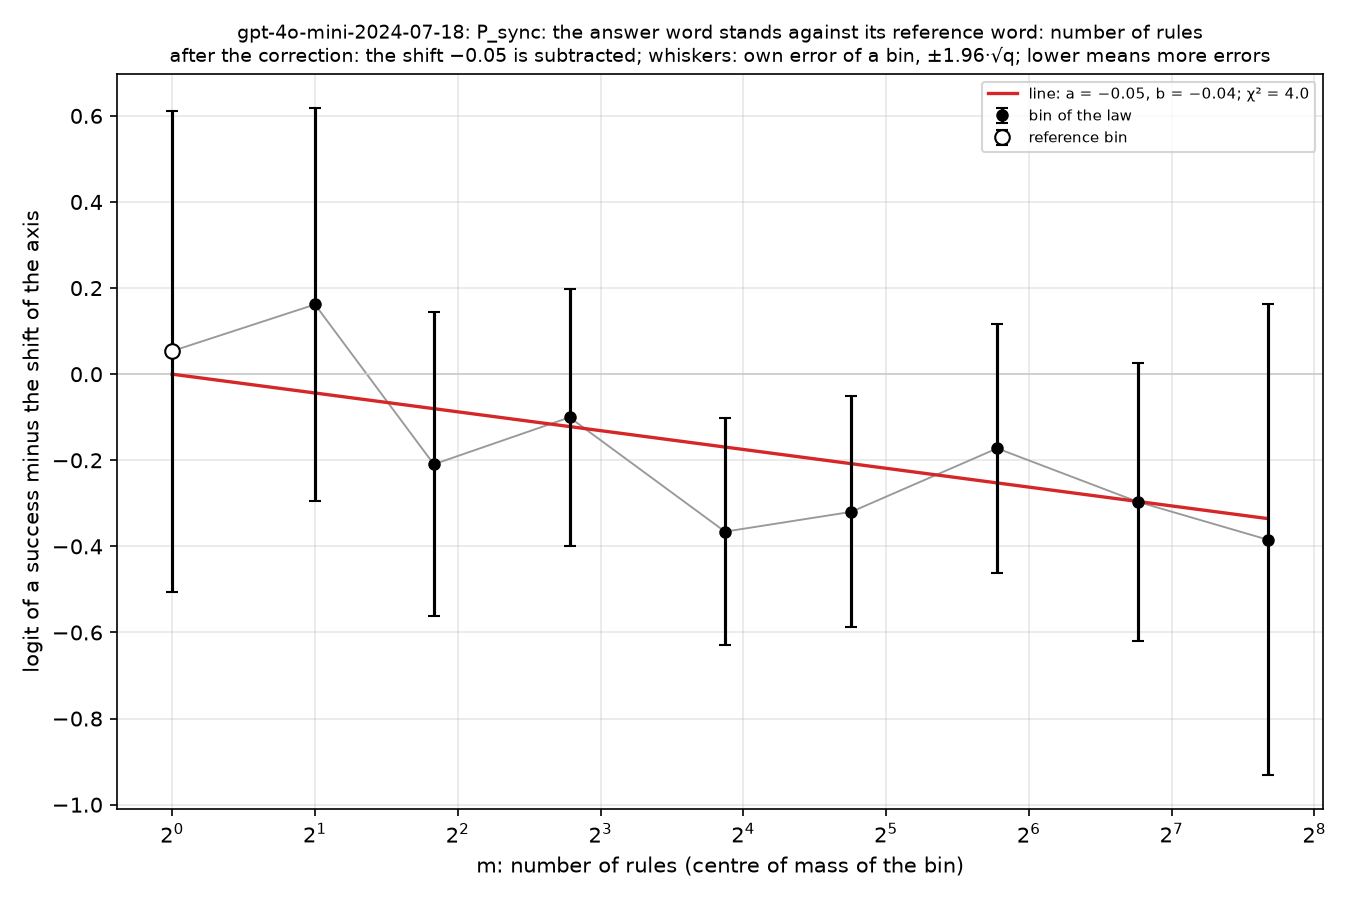 gpt-4o-mini-2024-07-18: P_sync: the answer word stands against its reference word: number of rules
after the correction: the shift −0.05 is subtracted; whiskers: own error of a bin, ±1.96·√q; lower means more errors
line: a = −0.05, b = −0.04; χ² = 4.0
bin of the law
reference bin
logit of a success minus the shift of the axis
0.6
0.4
0.2
0.0
−0.2
−0.4
−0.6
−0.8
−1.0
2⁰ 2¹ 2² 2³ 2⁴ 2⁵ 2⁶ 2⁷ 2⁸
m: number of rules (centre of mass of the bin)